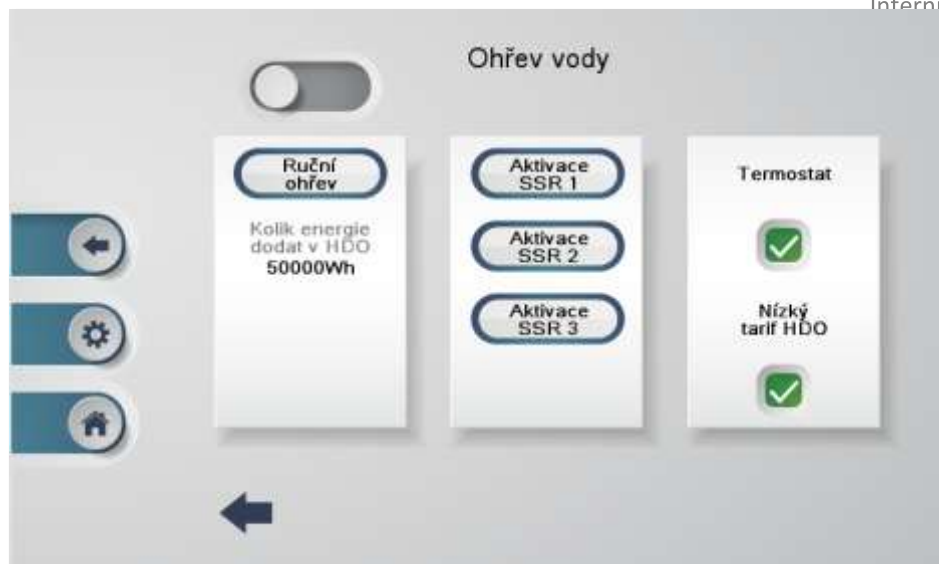 Ohřev vody
Ruční
ohřev
Kolik energie
dodat v HDO
50000Wh
Aktivace
SSR 1
Aktivace
SSR 2
Aktivace
SSR 3
Termostat
Nízký
tarif HDO